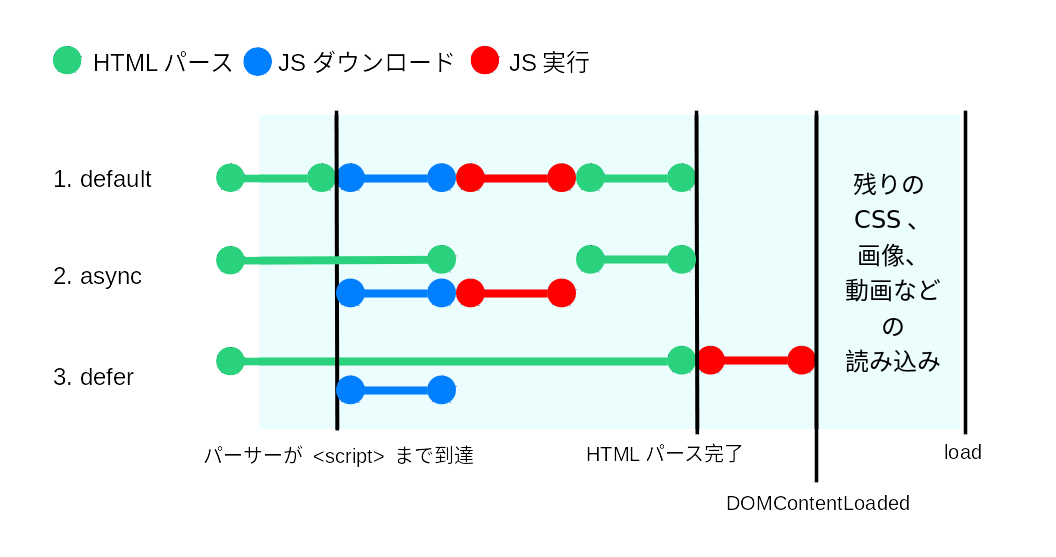 HTML パース JS ダウンロード JS 実行
1. default
2. async
3. defer
残りの
CSS 、
画像、
動画など
の
読み込み
パーサーが <script> まで到達
HTML パース完了
load
DOMContentLoaded